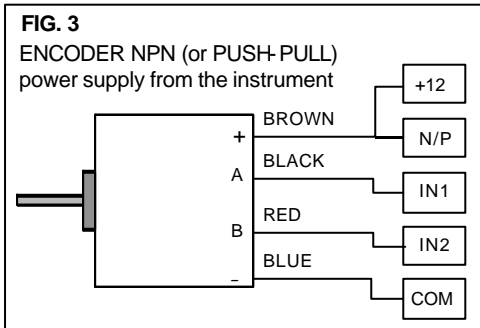 FIG. 3
ENCODER NPN (or PUSH-PULL)
power supply from the instrument
+12
BROWN
+
N/P
BLACK
A
IN1
RED
B
IN2
BLUE
–
COM